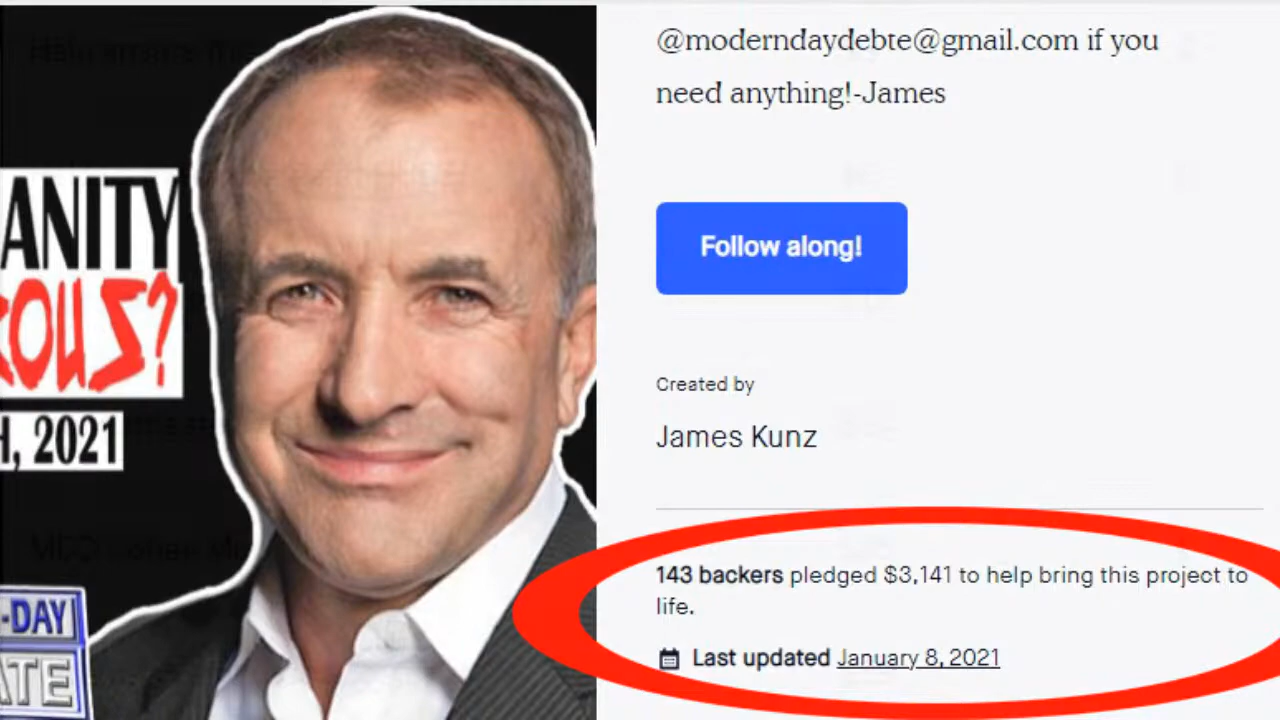 ANITY
OUS?
H, 2021
-DAY
ATE
@moderndaydebte@gmail.com if you
need anything!-James
Follow along!
Created by
James Kunz
143 backers pledged $3,141 to help bring this project to
life.
Last updated January 8, 2021